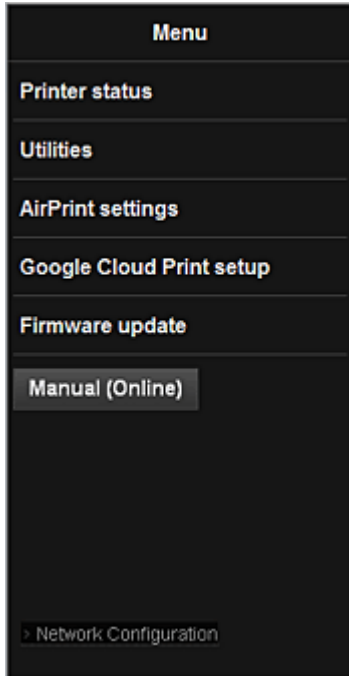 Menu
Printer status
Utilities
AirPrint settings
Google Cloud Print setup
Firmware update
Manual (Online)
> Network Configuration